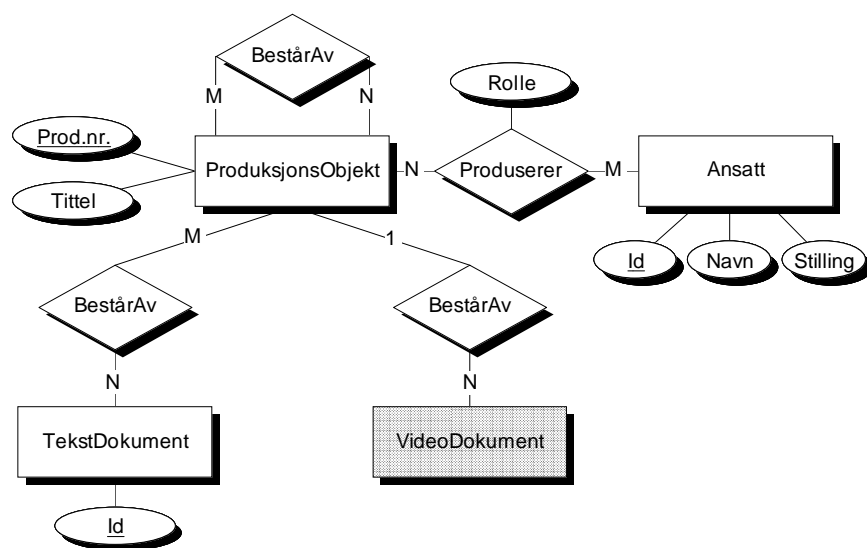 BestårAv
M
N
Rolle
Prod.nr.
ProduksjonsObjekt
N
Produserer
M
Ansatt
Tittel
M
1
Id
Navn
Stilling
BestårAv
BestårAv
N
N
TekstDokument
VideoDokument
Id